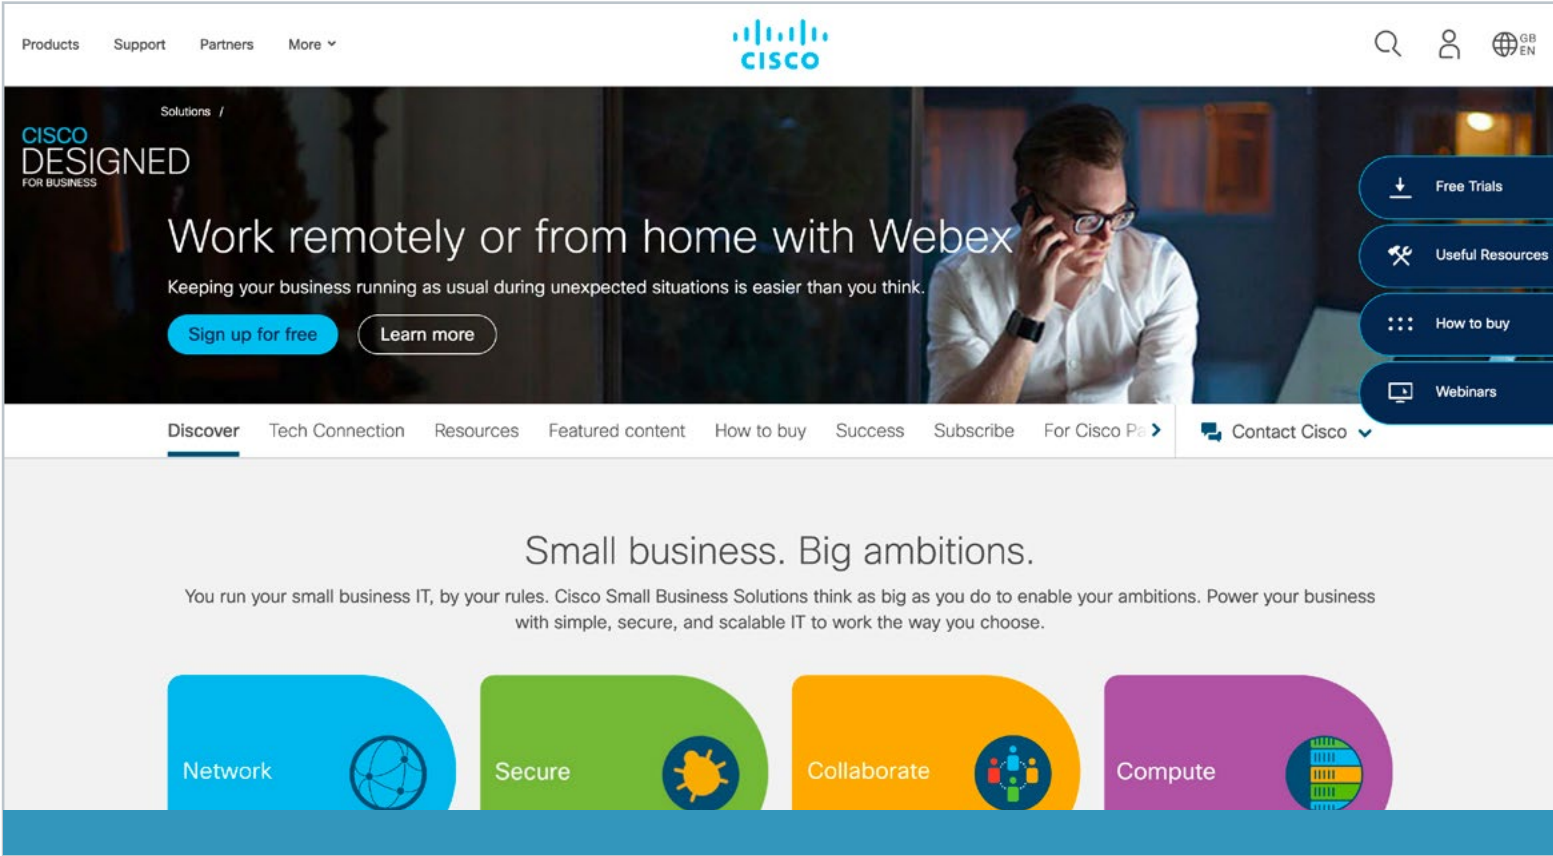 Products Support Partners More
CISCO
GB
EN
Solutions /
CISCO
DESIGNED
FOR BUSINESS
Work remotely or from home with Webex
Keeping your business running as usual during unexpected situations is easier than you think.
Sign up for free Learn more
Free Trials
Useful Resources
How to buy
Webinars
Discover Tech Connection Resources Featured content How to buy Success Subscribe For Cisco Pa Contact Cisco
Small business. Big ambitions.
You run your small business IT, by your rules. Cisco Small Business Solutions think as big as you do to enable your ambitions. Power your business
with simple, secure, and scalable IT to work the way you choose.
Network Secure Collaborate Compute